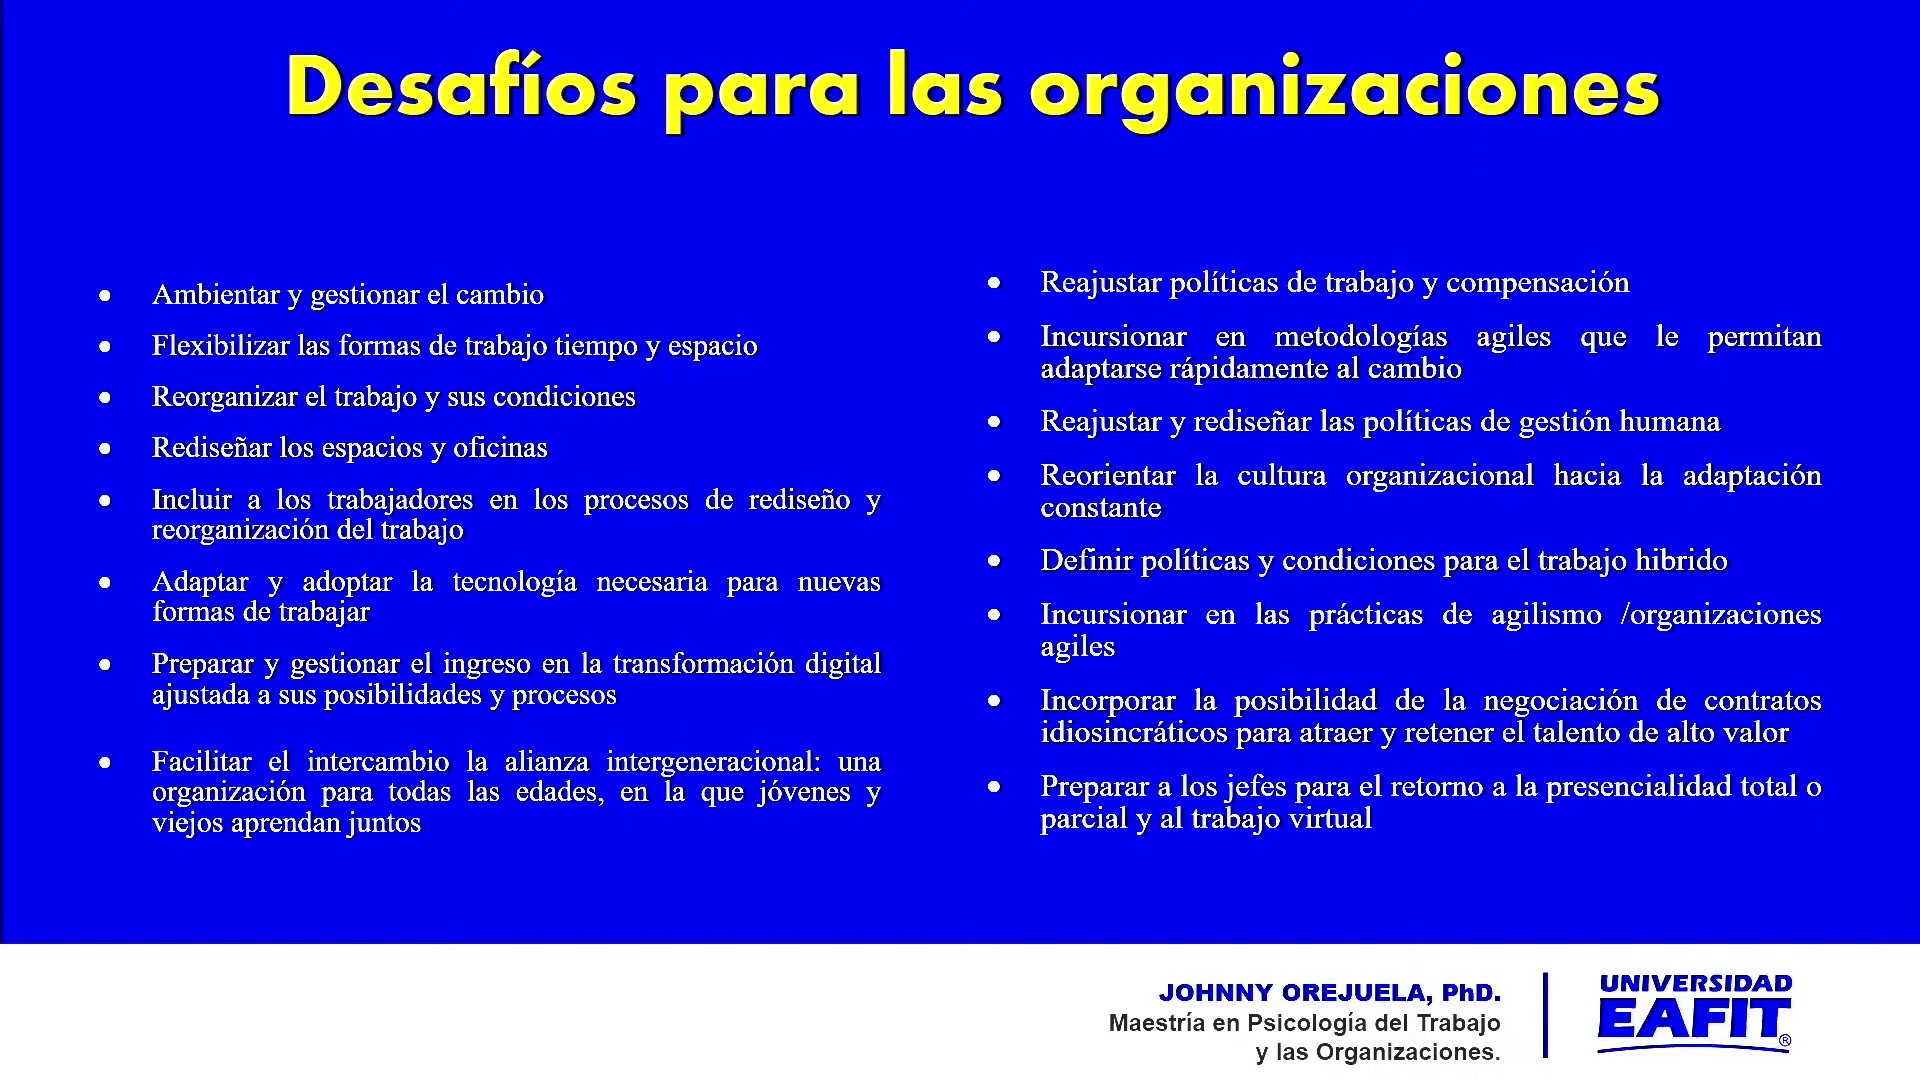 Desafíos para las organizaciones
• Ambientar y gestionar el cambio
• Flexibilizar las formas de trabajo tiempo y espacio
• Reorganizar el trabajo y sus condiciones
• Rediseñar los espacios y oficinas
• Incluir a los trabajadores en los procesos de rediseño y
reorganización del trabajo
• Adaptar y adoptar la tecnología necesaria para nuevas
formas de trabajar
• Preparar y gestionar el ingreso en la transformación digital
ajustada a sus posibilidades y procesos
• Facilitar el intercambio la alianza intergeneracional: una
organización para todas las edades, en la que jóvenes y
viejos aprendan juntos
• Reajustar políticas de trabajo y compensación
• Incursionar en metodologías agiles que le permitan
adaptarse rápidamente al cambio
• Reajustar y rediseñar las políticas de gestión humana
• Reorientar la cultura organizacional hacia la adaptación
constante
• Definir políticas y condiciones para el trabajo hibrido
• Incursionar en las prácticas de agilismo /organizaciones
agiles
• Incorporar la posibilidad de la negociación de contratos
idiosincráticos para atraer y retener el talento de alto valor
• Preparar a los jefes para el retorno a la presencialidad total o
parcial y al trabajo virtual
JOHNNY OREJUELA, PhD.
Maestría en Psicología del Trabajo
y las Organizaciones.
UNIVERSIDAD
EAFIT®